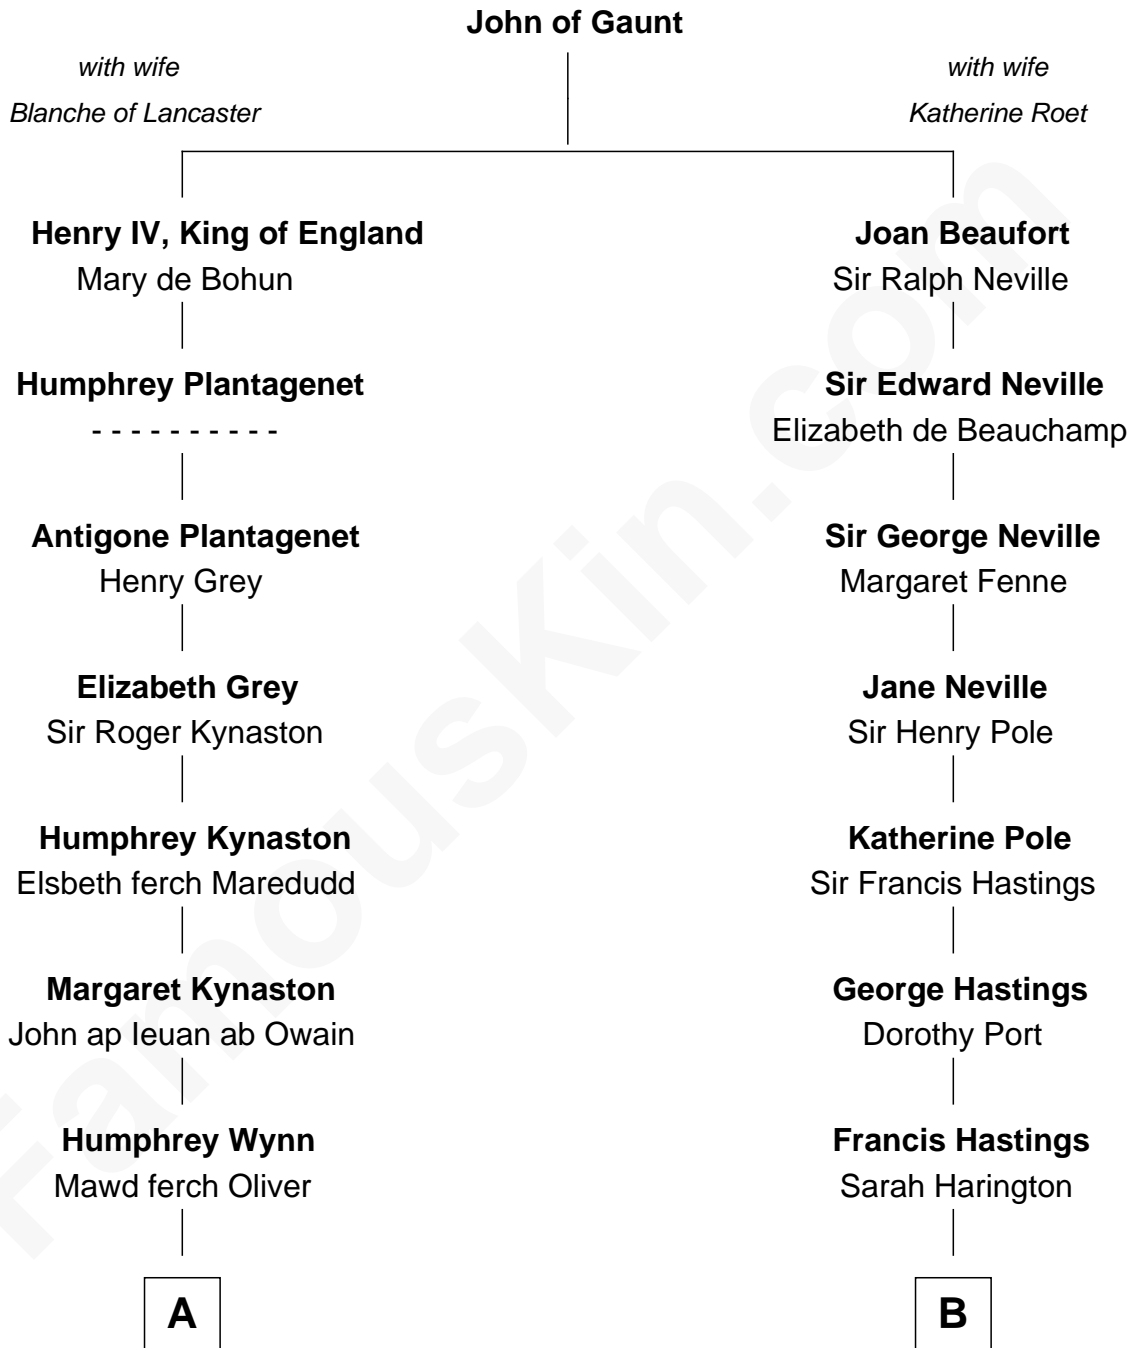 John of Gaunt
with wife
Blanche of Lancaster
with wife
Katherine Roet
Henry IV, King of England
Mary de Bohun
Humphrey Plantagenet
- - - - - - - - - -
Antigone Plantagenet
Henry Grey
Elizabeth Grey
Sir Roger Kynaston
Humphrey Kynaston
Elsbeth ferch Maredudd
Margaret Kynaston
John ap Ieuan ab Owain
Humphrey Wynn
Mawd ferch Oliver
A
Joan Beaufort
Sir Ralph Neville
Sir Edward Neville
Elizabeth de Beauchamp
Sir George Neville
Margaret Fenne
Jane Neville
Sir Henry Pole
Katherine Pole
Sir Francis Hastings
George Hastings
Dorothy Port
Francis Hastings
Sarah Harington
B
FamousKin.com